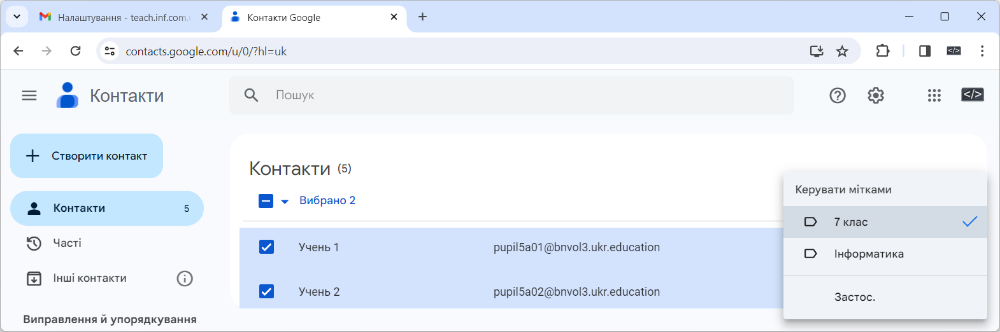 Налаштування - teach.inf.com.
Контакти Google
contacts.google.com/u/0/?hl=uk
Контакти
Пошук
</>
Створити контакт
Контакти 5
Часті
Інші контакти
Виправлення й упорядкування
Контакти (5)
Вибрано 2
Учень 1 pupil5a01@bnvol3.ukr.education
Учень 2 pupil5a02@bnvol3.ukr.education
Керувати мітками
7 клас
Інформатика
Застос.